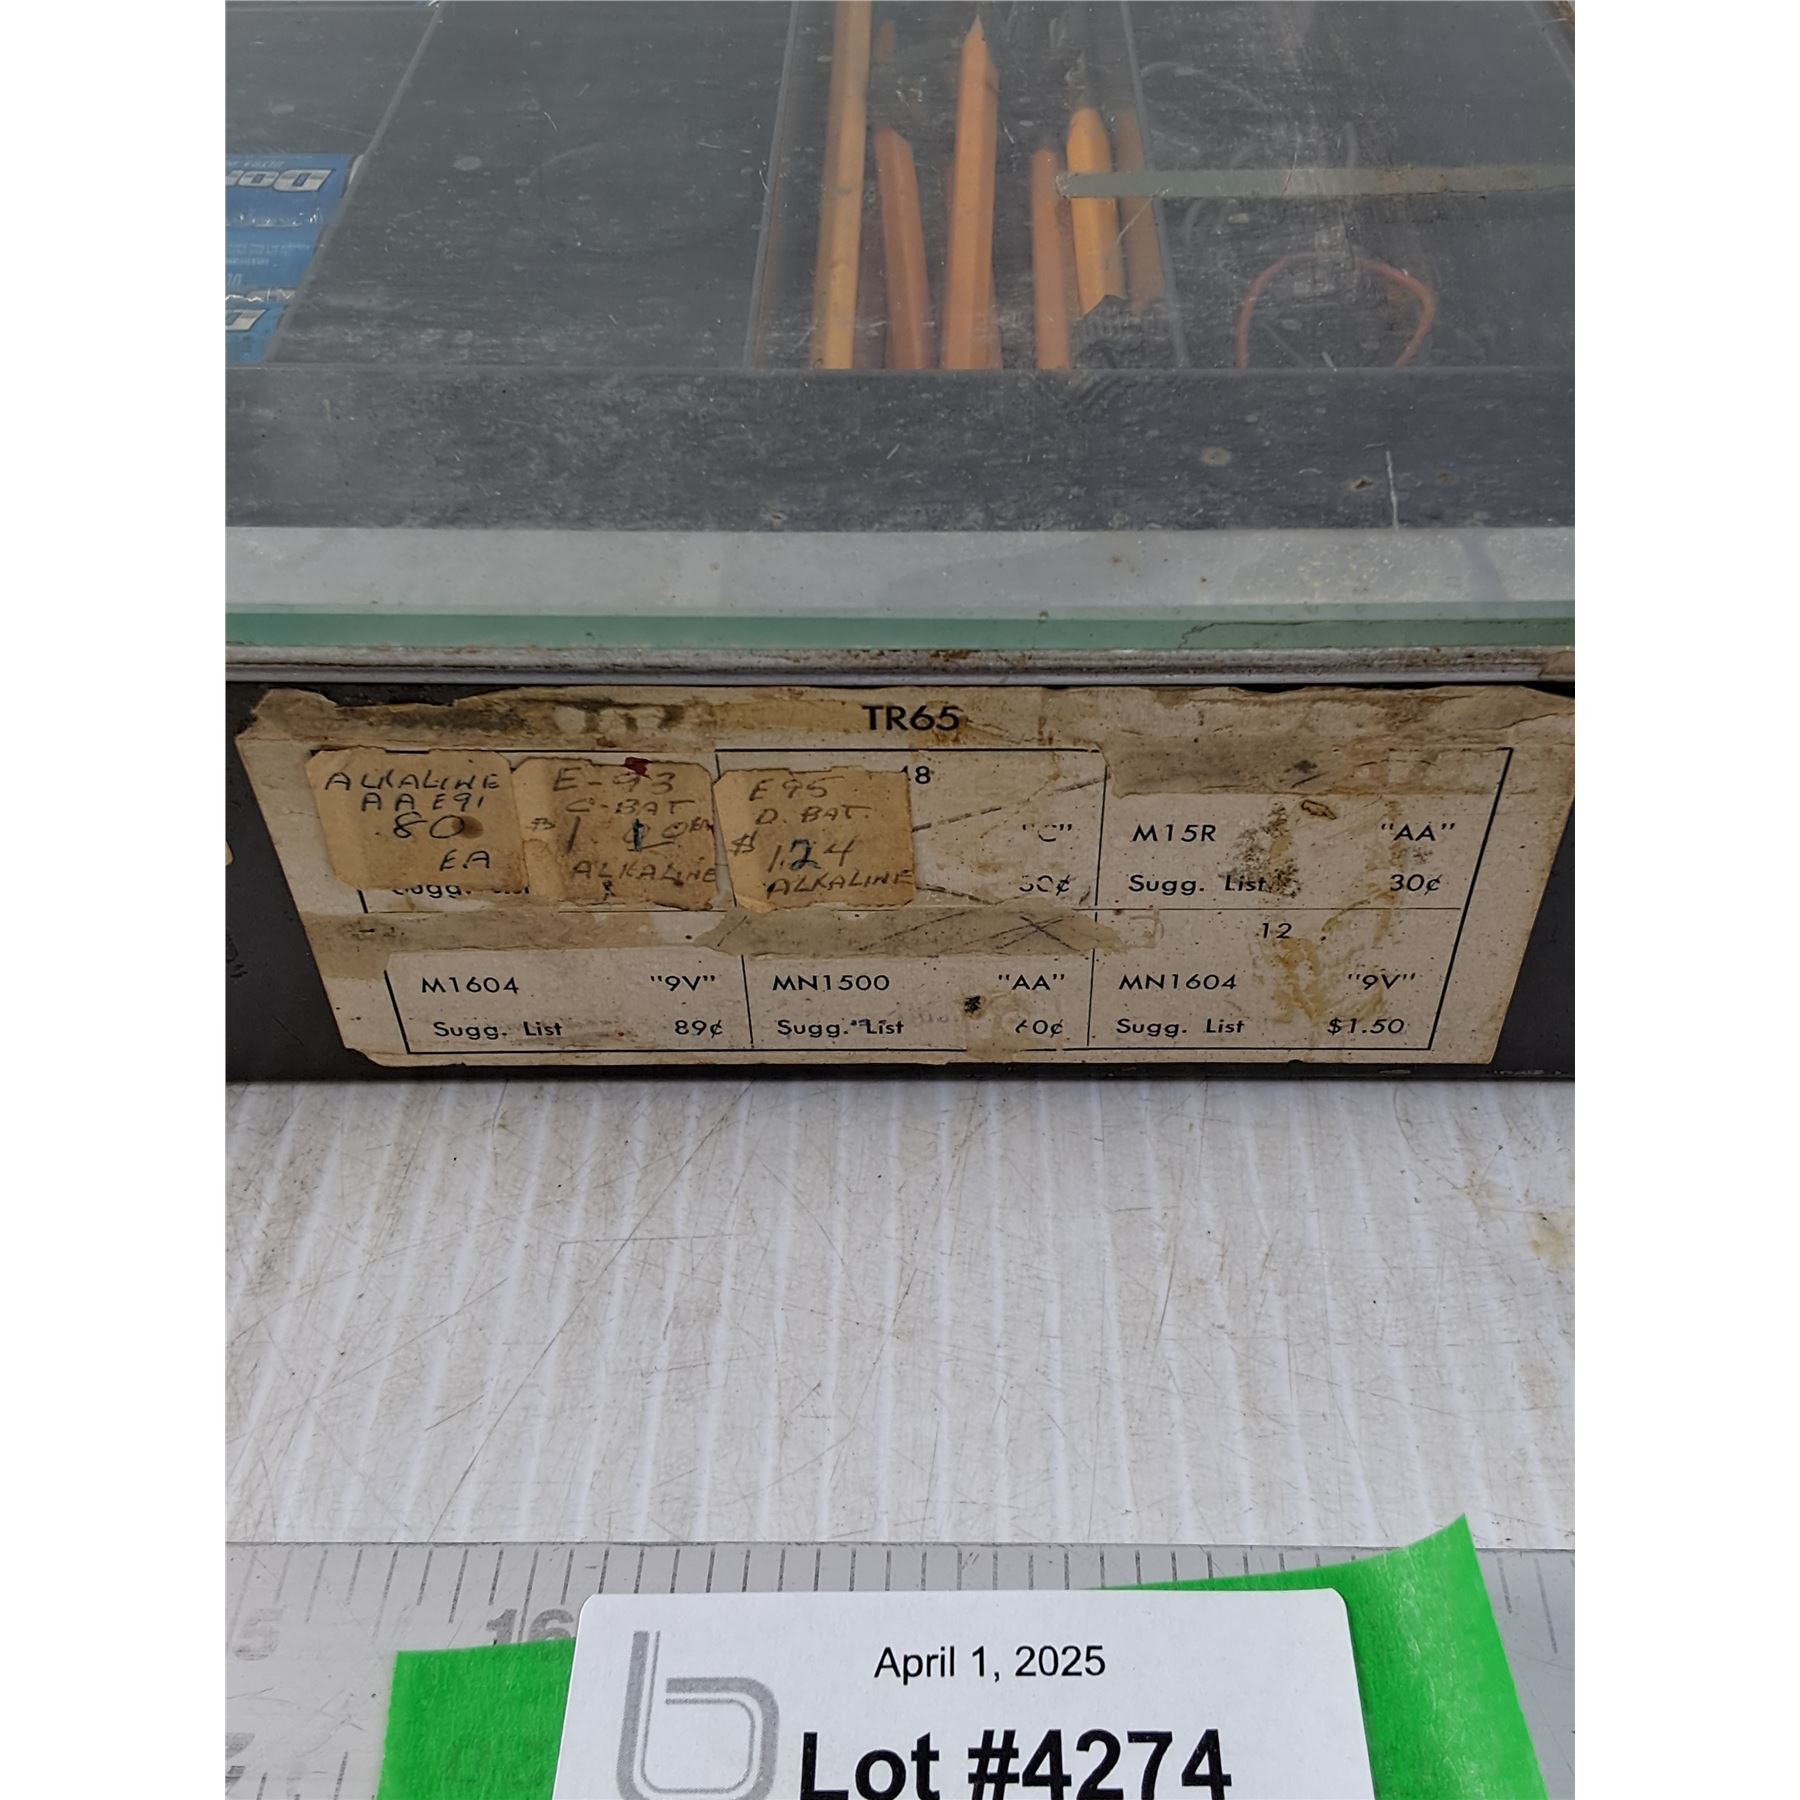 TR65
ALKALINE
A A E91
.80
EA
E-93
C-BAT
ALKALINE
E95
D. BAT.
$
1.24
ALKALINE
"C"
M15R "AA"
Sugg. List 30¢
12
M1604 "9V"
Sugg. List 89¢
MN1500 "AA"
Sugg. List 60¢
MN1604 "9V"
Sugg. List $1.50
16
April 1, 2025
Lot #4274